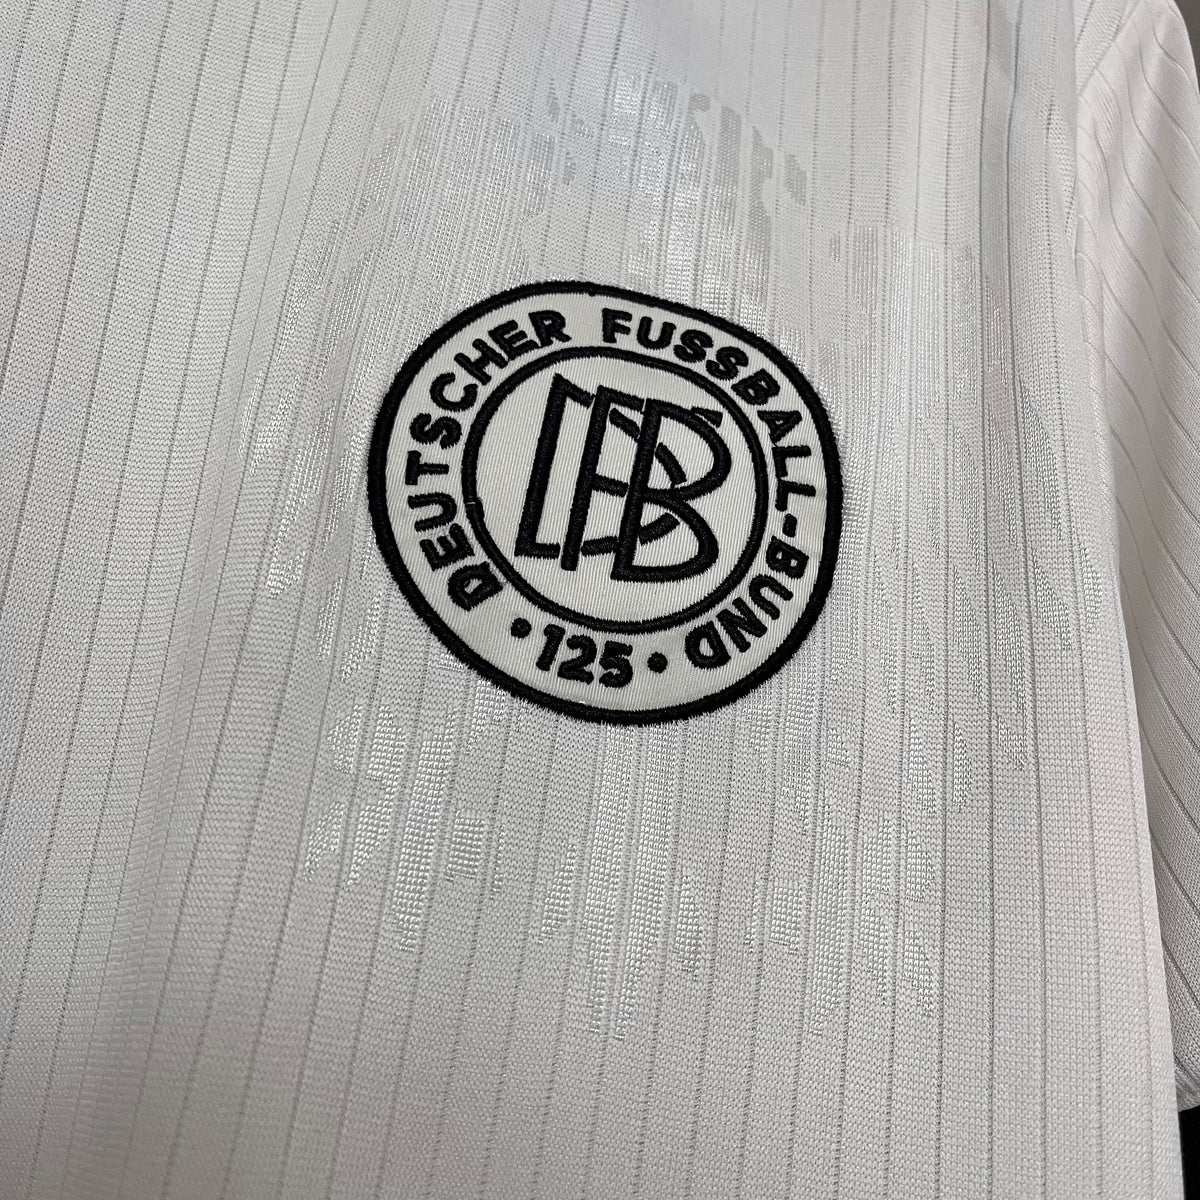 DEUTSCHER FUSSBALL-BUND
• 125 •
DFB